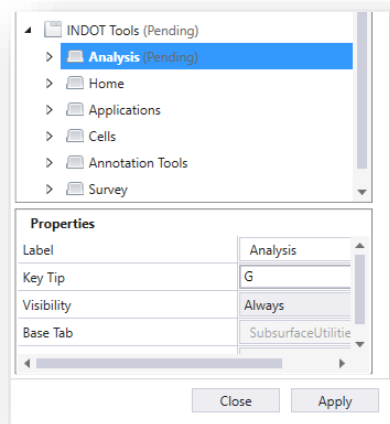 INDOT Tools (Pending)
Analysis (Pending)
Home
Applications
Cells
Annotation Tools
Survey
Properties
Label Analysis
Key Tip G
Visibility Always
Base Tab SubsurfaceUtilitie
Close Apply